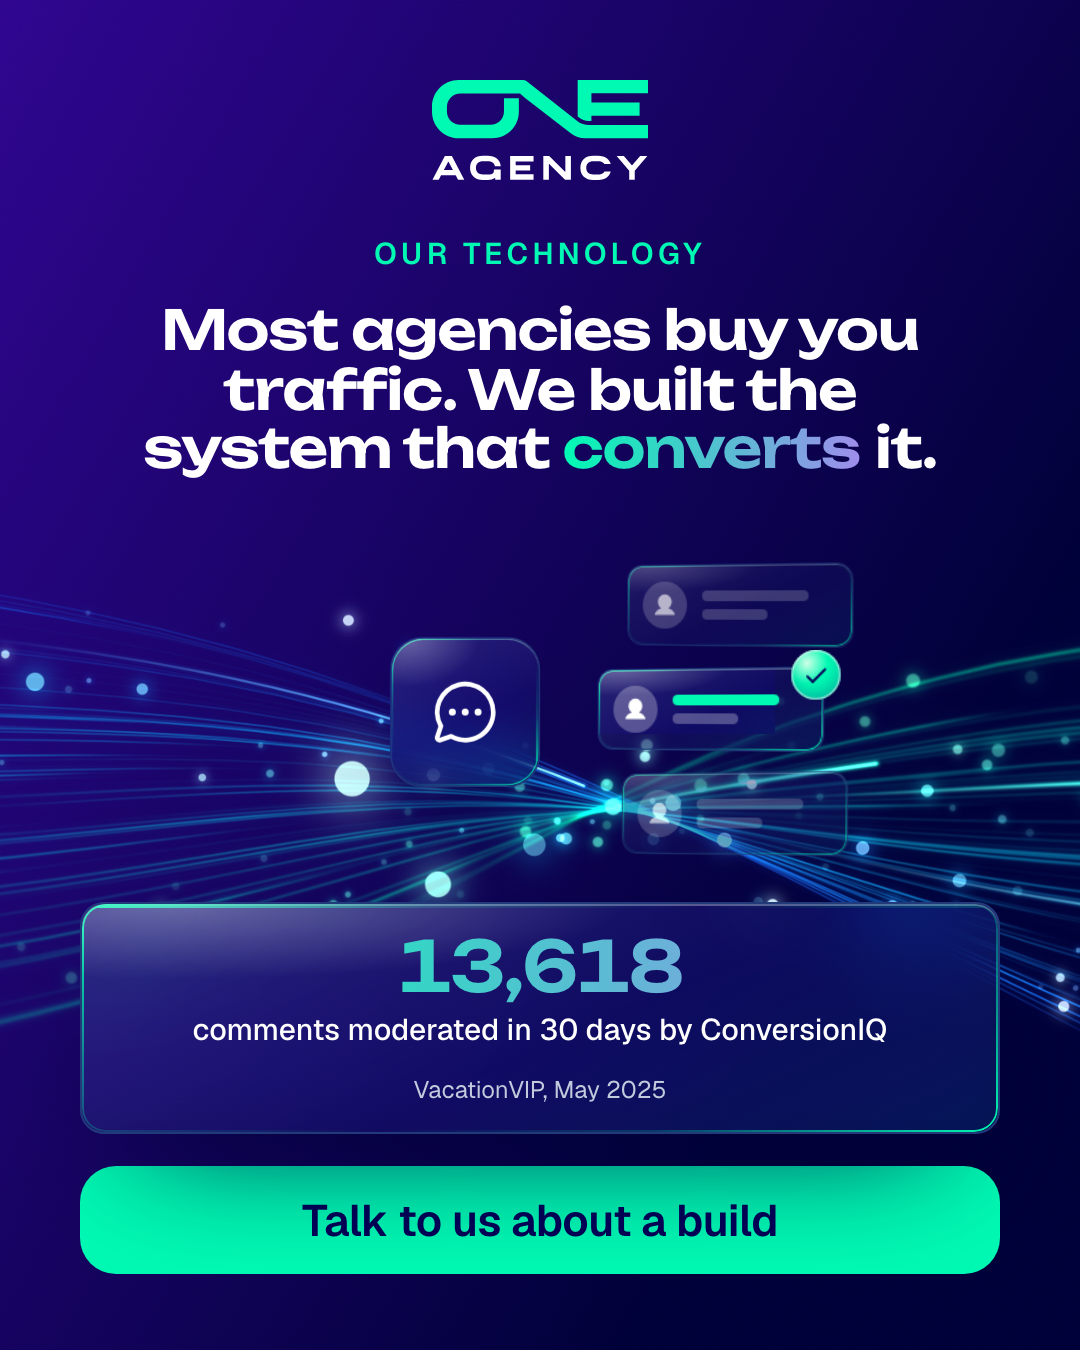 ONE
AGENCY
OUR TECHNOLOGY
Most agencies buy you
traffic. We built the
system that converts it.
13,618
comments moderated in 30 days by ConversionIQ
VacationVIP, May 2025
Talk to us about a build